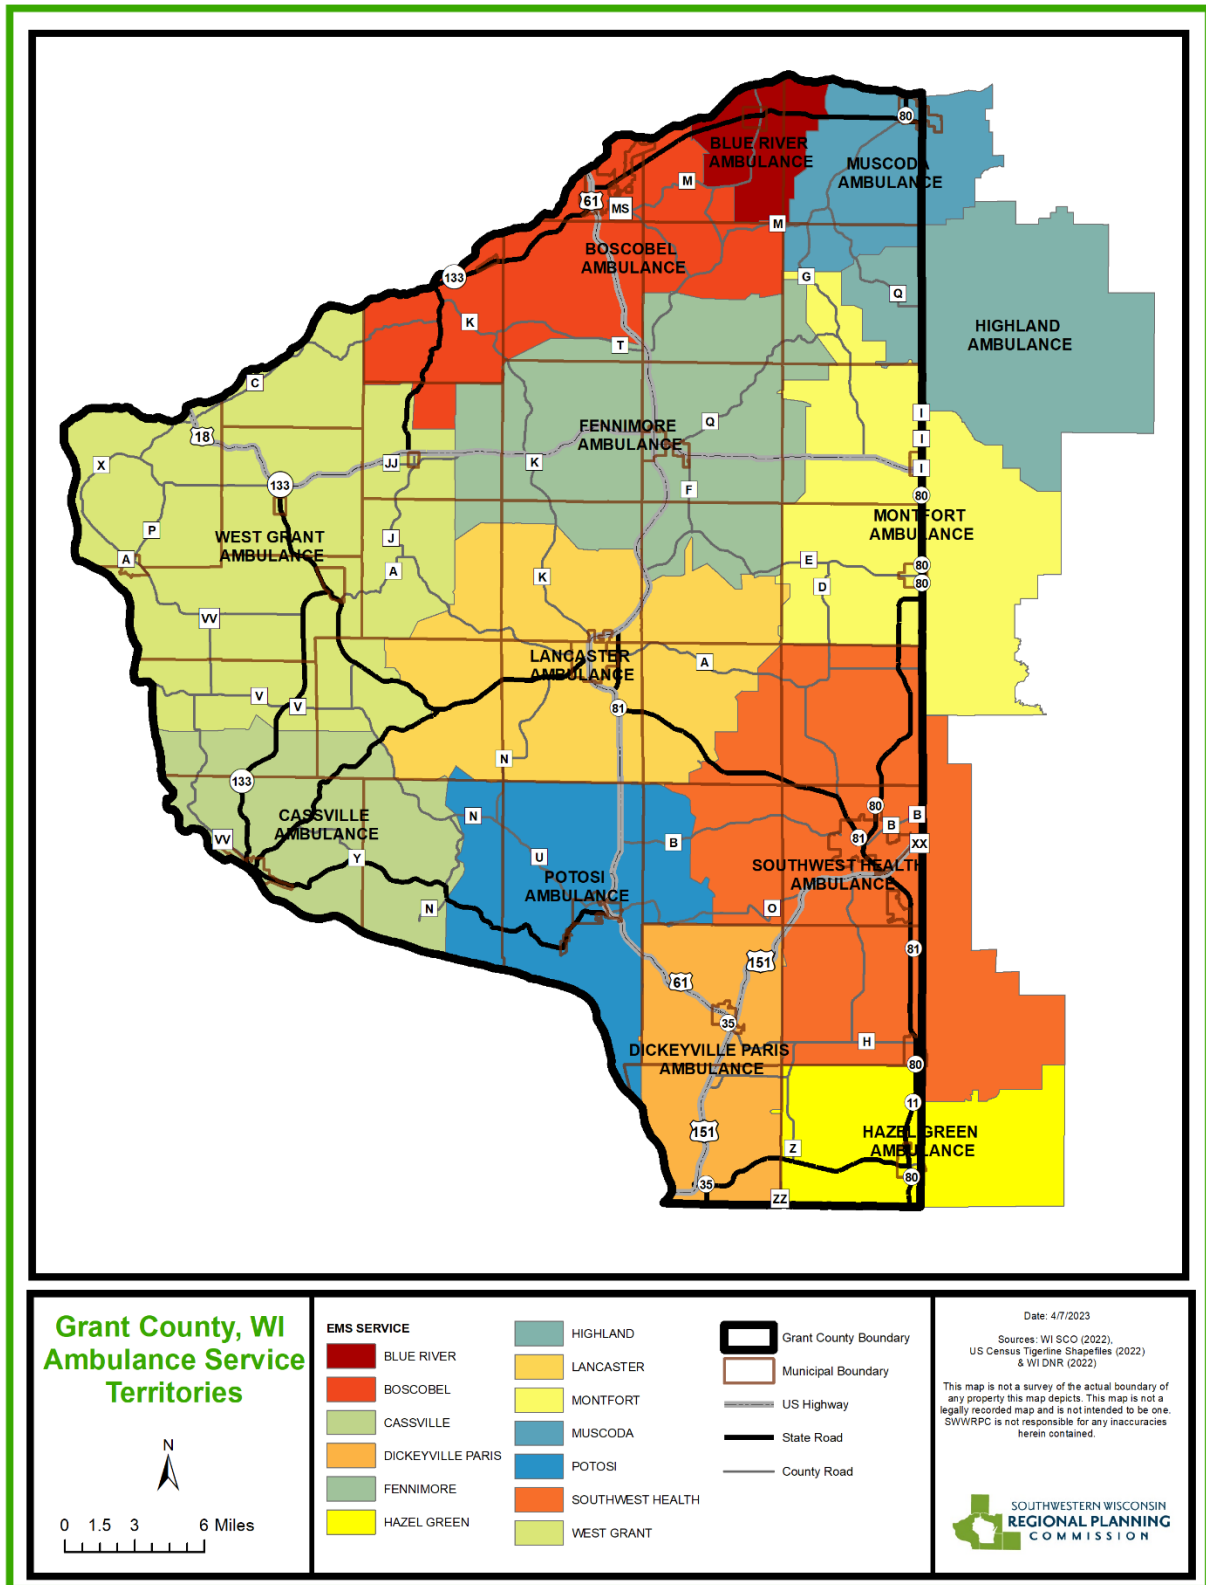 80
BLUE RIVER
AMBULANCE
MUSCODA
AMBULANCE
M
61
MS
M
BOSCOBEL
AMBULANCE
133
G
Q
K
T
HIGHLAND
AMBULANCE
C
I
18
FENNIMORE
AMBULANCE
Q
I
X
JJ
K
I
133
F
80
P
WEST GRANT
AMBULANCE
J
MONTFORT
AMBULANCE
A
A
K
E
80
D
80
VV
LANCASTER
AMBULANCE
A
V
V
81
N
133
80
CASSVILLE
AMBULANCE
N
B
B
VV
Y
U
B
81
XX
SOUTHWEST HEALTH
AMBULANCE
POTOSI
AMBULANCE
N
O
81
151
61
35
H
DICKEYVILLE PARIS
AMBULANCE
80
11
151
HAZEL GREEN
AMBULANCE
Z
80
35
ZZ
Grant County, WI
Ambulance Service
Territories
N
0 1.5 3 6 Miles
EMS SERVICE
BLUE RIVER
BOSCOBEL
CASSVILLE
DICKEYVILLE PARIS
FENNIMORE
HAZEL GREEN
HIGHLAND
LANCASTER
MONTFORT
MUSCODA
POTOSI
SOUTHWEST HEALTH
WEST GRANT
Grant County Boundary
Municipal Boundary
US Highway
State Road
County Road
Date: 4/7/2023
Sources: WI SCO (2022),
US Census Tigerline Shapefiles (2022)
& WI DNR (2022)
This map is not a survey of the actual boundary of
any property this map depicts. This map is not a
legally recorded map and is not intended to be one.
SWWRPC is not responsible for any inaccuracies
herein contained.
SOUTHWESTERN WISCONSIN
REGIONAL PLANNING
COMMISSION